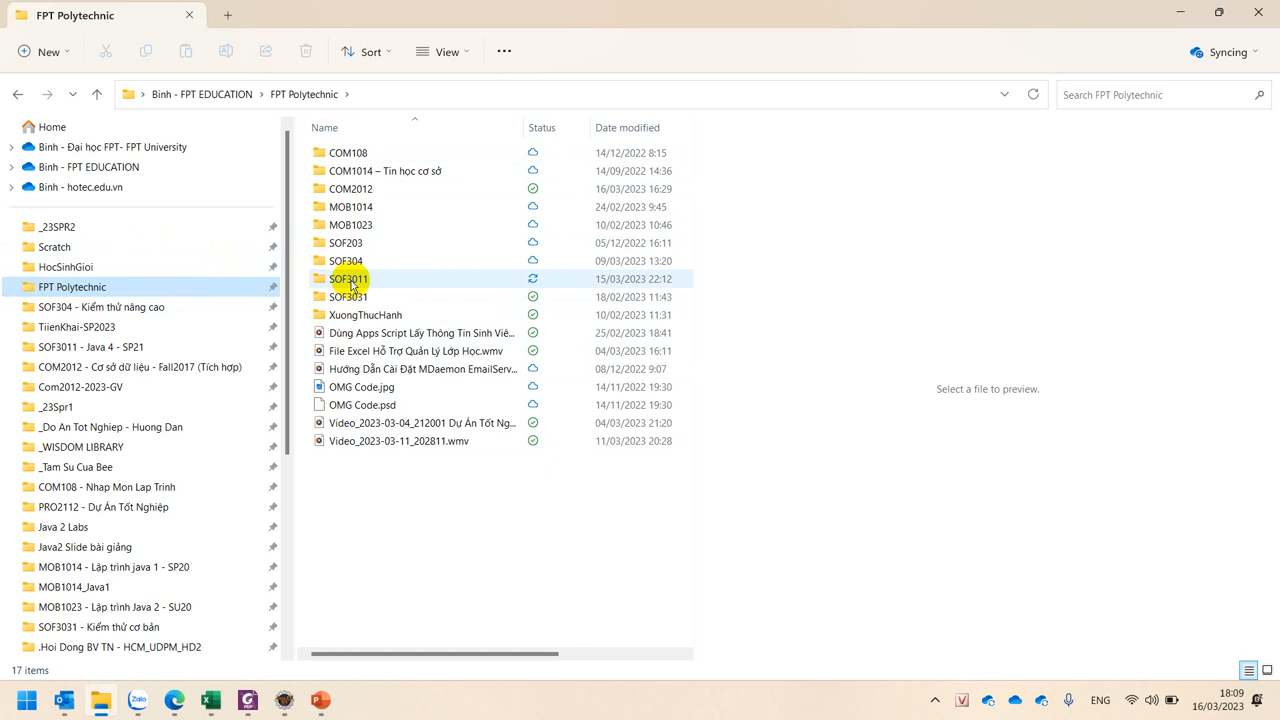 FPT Polytechnic
New
Sort
View
Syncing
Binh - FPT EDUCATION > FPT Polytechnic >
Search FPT Polytechnic
Home
Binh - Đại học FPT- FPT University
Binh - FPT EDUCATION
Binh - hotec.edu.vn
_23SPR2
Scratch
HocSinhGioi
FPT Polytechnic
SOF304 - Kiểm thử nâng cao
TiienKhai-SP2023
SOF3011 - Java 4 - SP21
COM2012 - Cơ sở dữ liệu - Fall2017 (Tích hợp)
Com2012-2023-GV
_23Spr1
_Do An Tot Nghiep - Huong Dan
_WISDOM LIBRARY
_Tam Su Cua Bee
COM108 - Nhap Mon Lap Trinh
PRO2112 - Dự Án Tốt Nghiệp
Java 2 Labs
Java2 Slide bài giảng
MOB1014 - Lập trình java 1 - SP20
MOB1014_Java1
MOB1023 - Lập trình Java 2 - SU20
SOF3031 - Kiểm thử cơ bản
.Hoi Dong BV TN - HCM_UDPM_HD2
Name Status Date modified
COM108 14/12/2022 8:15
COM1014 – Tin học cơ sở 14/09/2022 14:36
COM2012 16/03/2023 16:29
MOB1014 24/02/2023 9:45
MOB1023 10/02/2023 10:46
SOF203 05/12/2022 16:11
SOF304 09/03/2023 13:20
SOF3011 15/03/2023 22:12
SOF3031 18/02/2023 11:43
XuongThucHanh 10/02/2023 11:31
Dùng Apps Script Lấy Thông Tin Sinh Viê... 25/02/2023 18:41
File Excel Hỗ Trợ Quản Lý Lớp Học.wmv 04/03/2023 16:11
Hướng Dẫn Cài Đặt MDaemon EmailServ... 08/12/2022 9:07
OMG Code.jpg 14/11/2022 19:30
OMG Code.psd 14/11/2022 19:30
Video_2023-03-04_212001 Dự Án Tốt Ng... 04/03/2023 21:20
Video_2023-03-11_202811.wmv 11/03/2023 20:28
Select a file to preview.
17 items
Zalo
ENG
18:09
16/03/2023